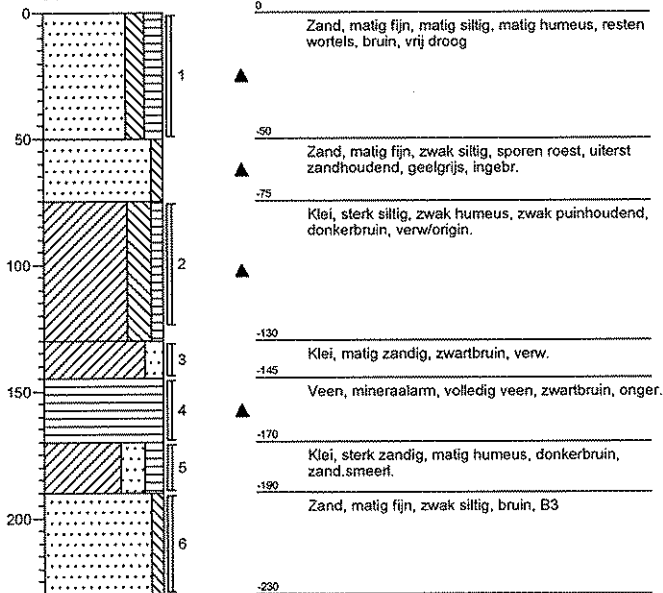 0
0
Zand, matig fijn, matig siltig, matig humeus, resten
wortels, bruin, vrij droog
1
50
-50
Zand, matig fijn, zwak siltig, sporen roest, uiterst
zandhoudend, geelgrijs, ingebr.
-75
Klei, sterk siltig, zwak humeus, zwak puinhoudend,
donkerbruin, verw/origin.
2
100
-130
Klei, matig zandig, zwartbruin, verw.
3
-145
Veen, mineraalarm, volledig veen, zwartbruin, onger.
150
4
-170
Klei, sterk zandig, matig humeus, donkerbruin,
zand.smeert.
5
-190
Zand, matig fijn, zwak siltig, bruin, B3
200
6
-230